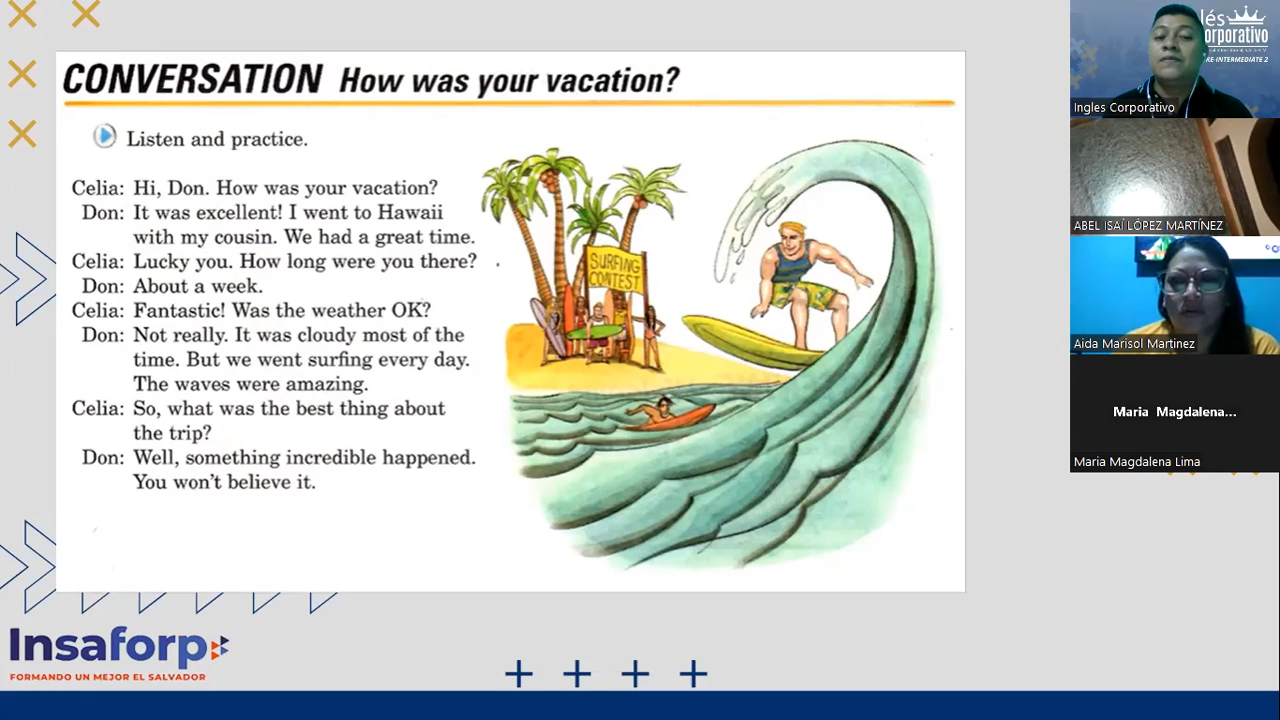 CONVERSATION How was your vacation?
Listen and practice.
Celia: Hi, Don. How was your vacation?
Don: It was excellent! I went to Hawaii
with my cousin. We had a great time.
Celia: Lucky you. How long were you there?
Don: About a week.
Celia: Fantastic! Was the weather OK?
Don: Not really. It was cloudy most of the
time. But we went surfing every day.
The waves were amazing.
Celia: So, what was the best thing about
the trip?
Don: Well, something incredible happened.
You won't believe it.
SURFING
CONTEST
Insaforp
FORMANDO UN MEJOR EL SALVADOR
lés
orporativo
RE-INTERMEDIATE 2
Ingles Corporativo
ABEL ISAÍ LÓPEZ MARTÍNEZ
Aida Marisol Martinez
Maria Magdalena...
Maria Magdalena Lima